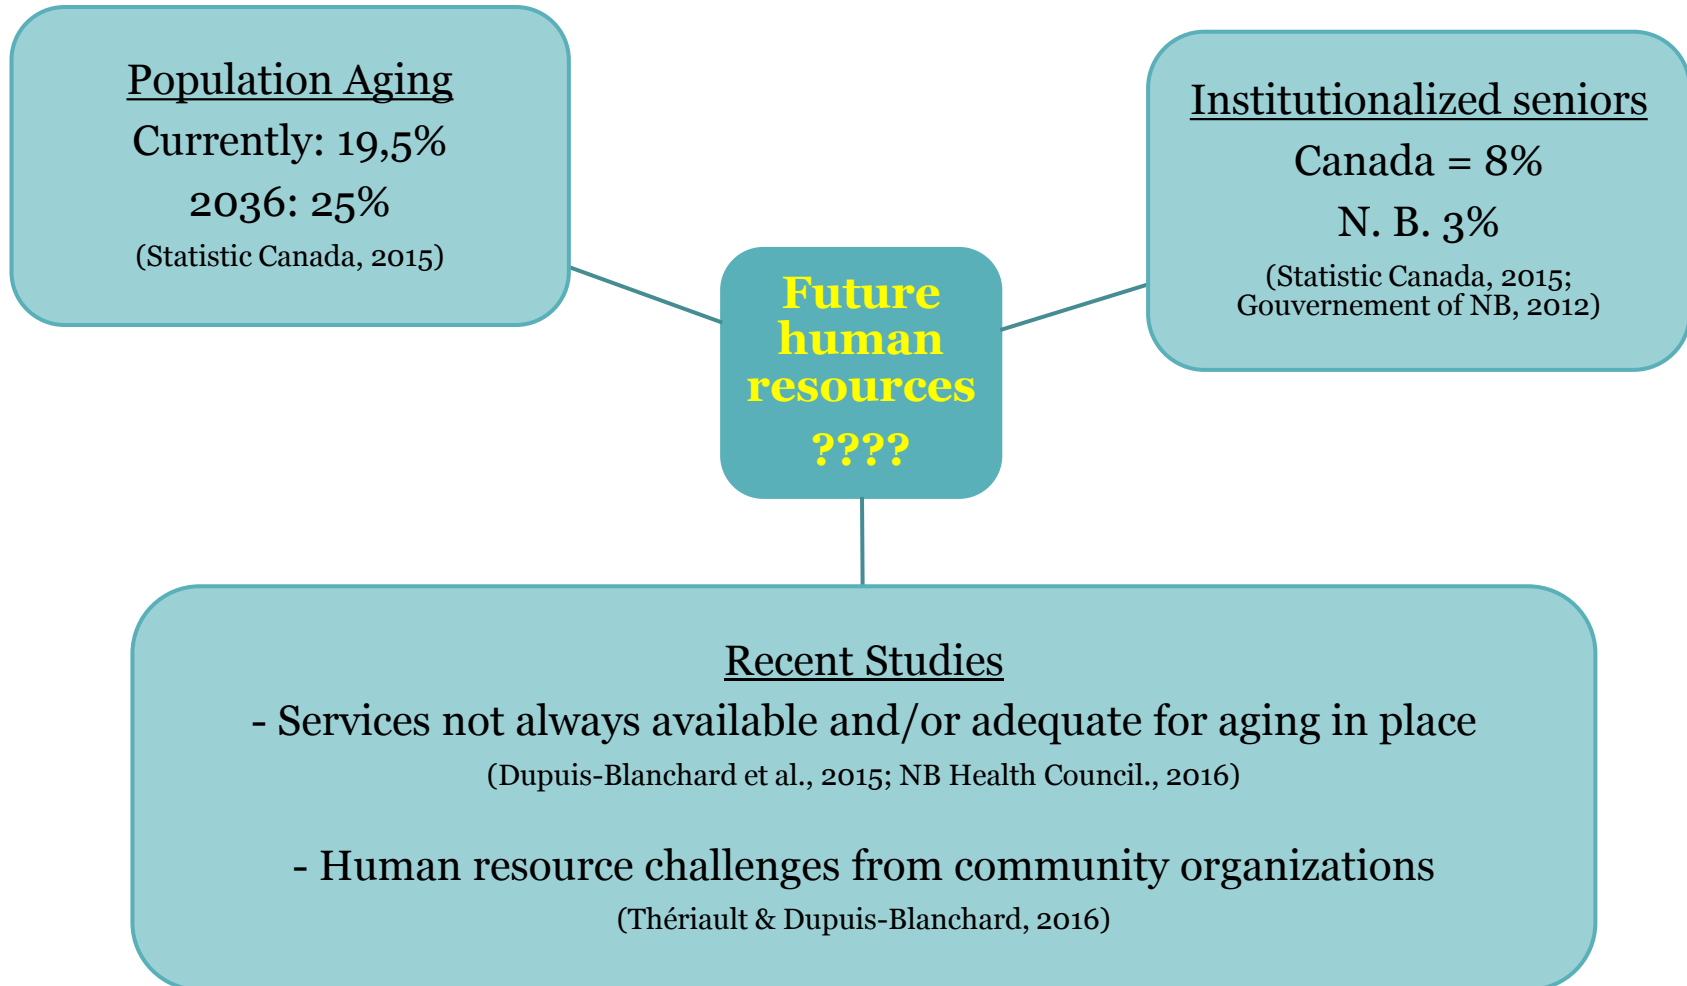 Population Aging
Currently: 19,5%
2036: 25%
(Statistic Canada, 2015)
Institutionalized seniors
Canada = 8%
N. B. 3%
(Statistic Canada, 2015;
Gouvernement of NB, 2012)
Future
human
resources
????
Recent Studies
- Services not always available and/or adequate for aging in place
(Dupuis-Blanchard et al., 2015; NB Health Council., 2016)
- Human resource challenges from community organizations
(Thériault & Dupuis-Blanchard, 2016)